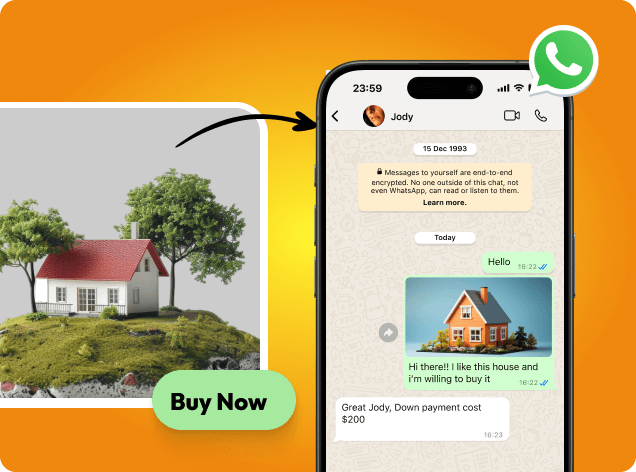 23:59
Jody
15 Dec 1993
Messages to yourself are end-to-end
encrypted. No one outside of this chat, not
even WhatsApp, can read or listen to them.
Learn more.
Today
Hello
16:22
Hi there!! I like this house and
i'm willing to buy it
16:22
Great Jody, Down payment cost
$200
16:23
Buy Now